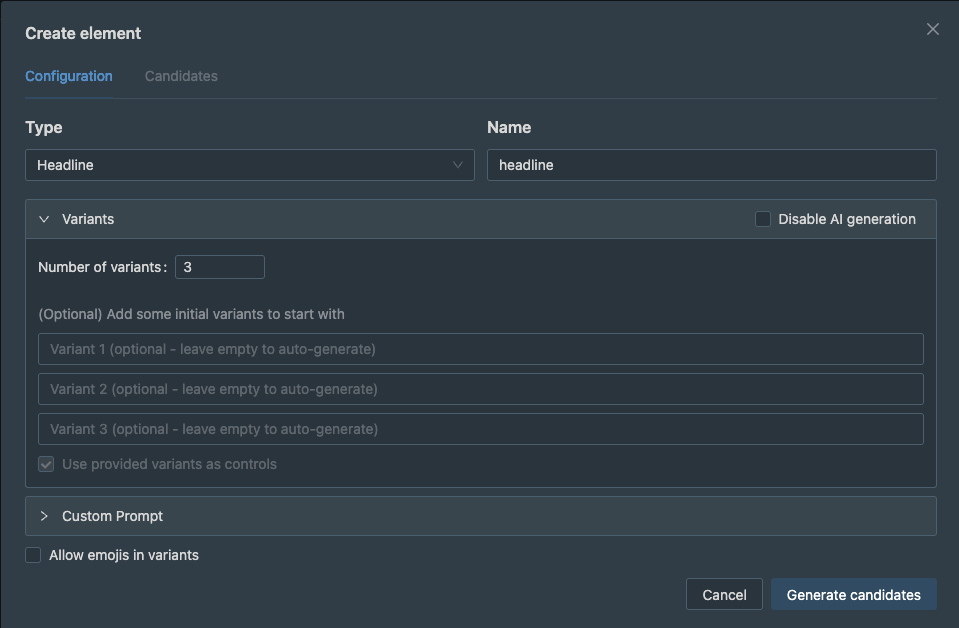 Create element
Configuration Candidates
Type Name
Headline headline
Variants Disable AI generation
Number of variants: 3
(Optional) Add some initial variants to start with
Variant 1 (optional - leave empty to auto-generate)
Variant 2 (optional - leave empty to auto-generate)
Variant 3 (optional - leave empty to auto-generate)
Use provided variants as controls
Custom Prompt
Allow emojis in variants
Cancel Generate candidates